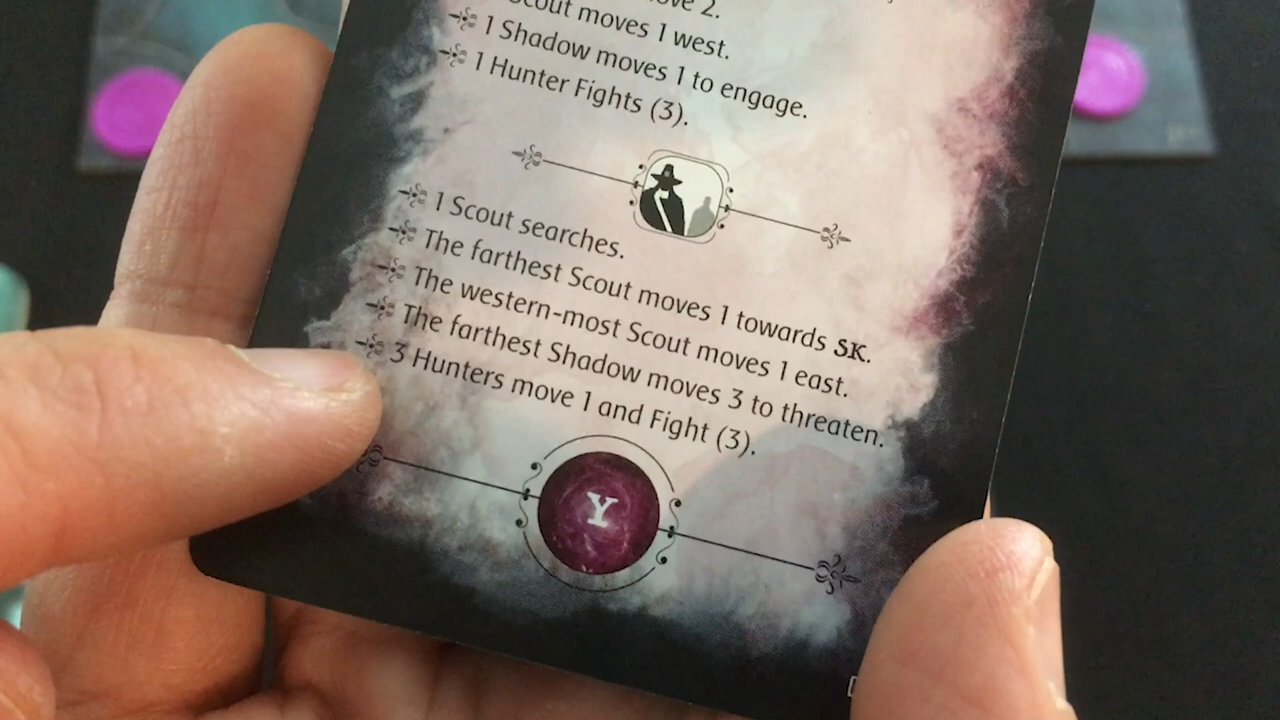 2.
Scout moves 1 west.
1 Shadow moves 1 to engage.
1 Hunter Fights (3).
1 Scout searches.
The farthest Scout moves 1 towards SK.
The western-most Scout moves 1 east.
The farthest Shadow moves 3 to threaten.
3 Hunters move 1 and Fight (3).
Y